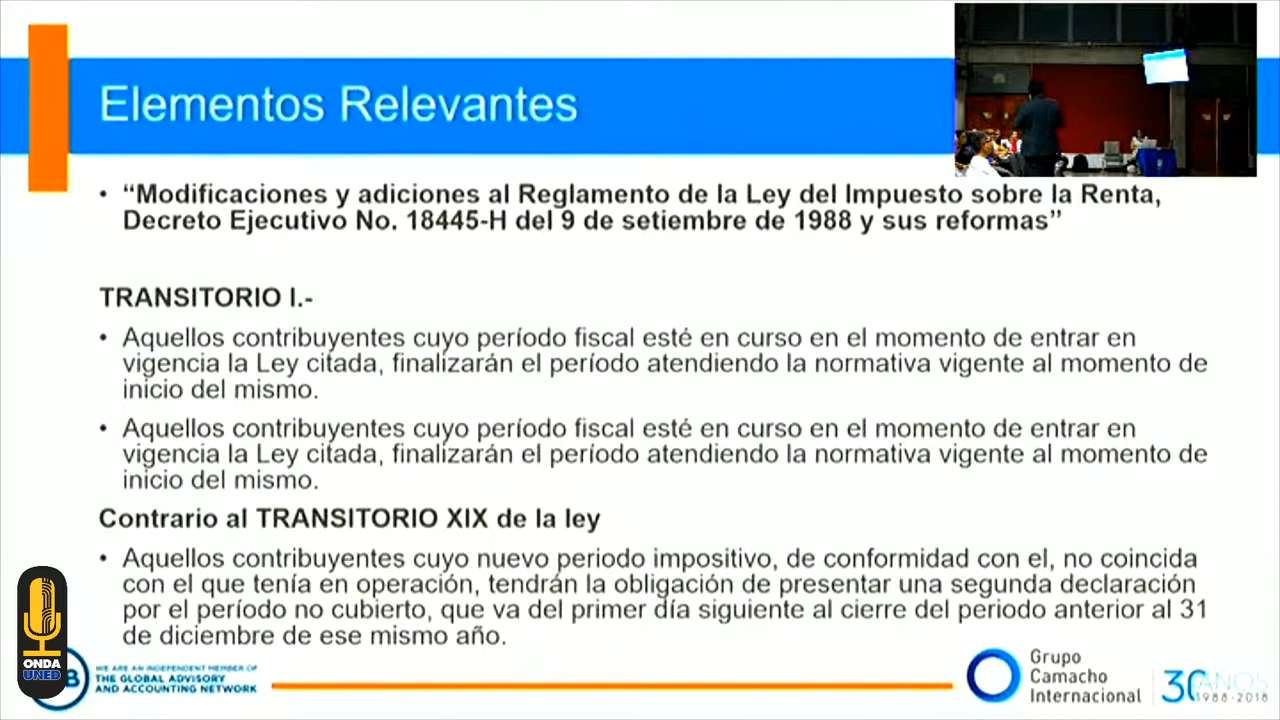 Elementos Relevantes
• “Modificaciones y adiciones al Reglamento de la Ley del Impuesto sobre la Renta,
Decreto Ejecutivo No. 18445-H del 9 de setiembre de 1988 y sus reformas”
TRANSITORIO I.-
• Aquellos contribuyentes cuyo período fiscal esté en curso en el momento de entrar en
vigencia la Ley citada, finalizarán el período atendiendo la normativa vigente al momento de
inicio del mismo.
• Aquellos contribuyentes cuyo período fiscal esté en curso en el momento de entrar en
vigencia la Ley citada, finalizarán el período atendiendo la normativa vigente al momento de
inicio del mismo.
Contrario al TRANSITORIO XIX de la ley
• Aquellos contribuyentes cuyo nuevo periodo impositivo, de conformidad con el, no coincida
con el que tenía en operación, tendrán la obligación de presentar una segunda declaración
por el período no cubierto, que va del primer día siguiente al cierre del periodo anterior al 31
de diciembre de ese mismo año.
ONDA
UNED
B
WE ARE AN INDEPENDENT MEMBER OF
THE GLOBAL ADVISORY
AND ACCOUNTING NETWORK
Grupo
Camacho
Internacional
30 AÑOS
1988-2018